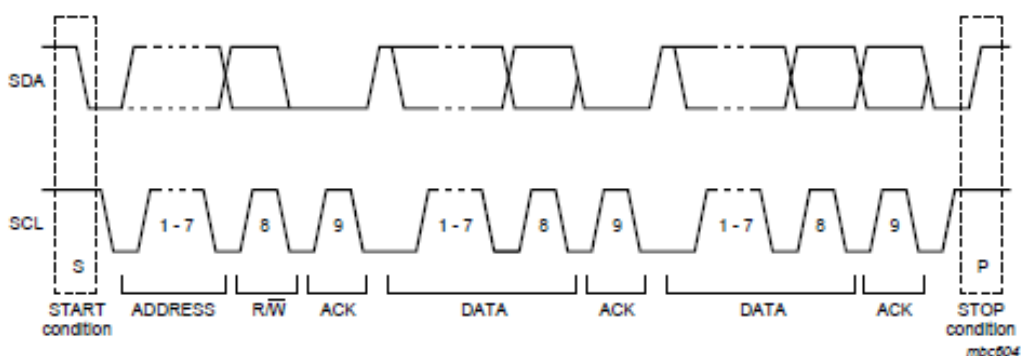 SDA
SCL
1 - 7 8 9 1 - 7 8 9 1 - 7 8 9
S P
START condition
ADDRESS R/W̅ ACK DATA ACK DATA ACK
STOP condition
mbc604